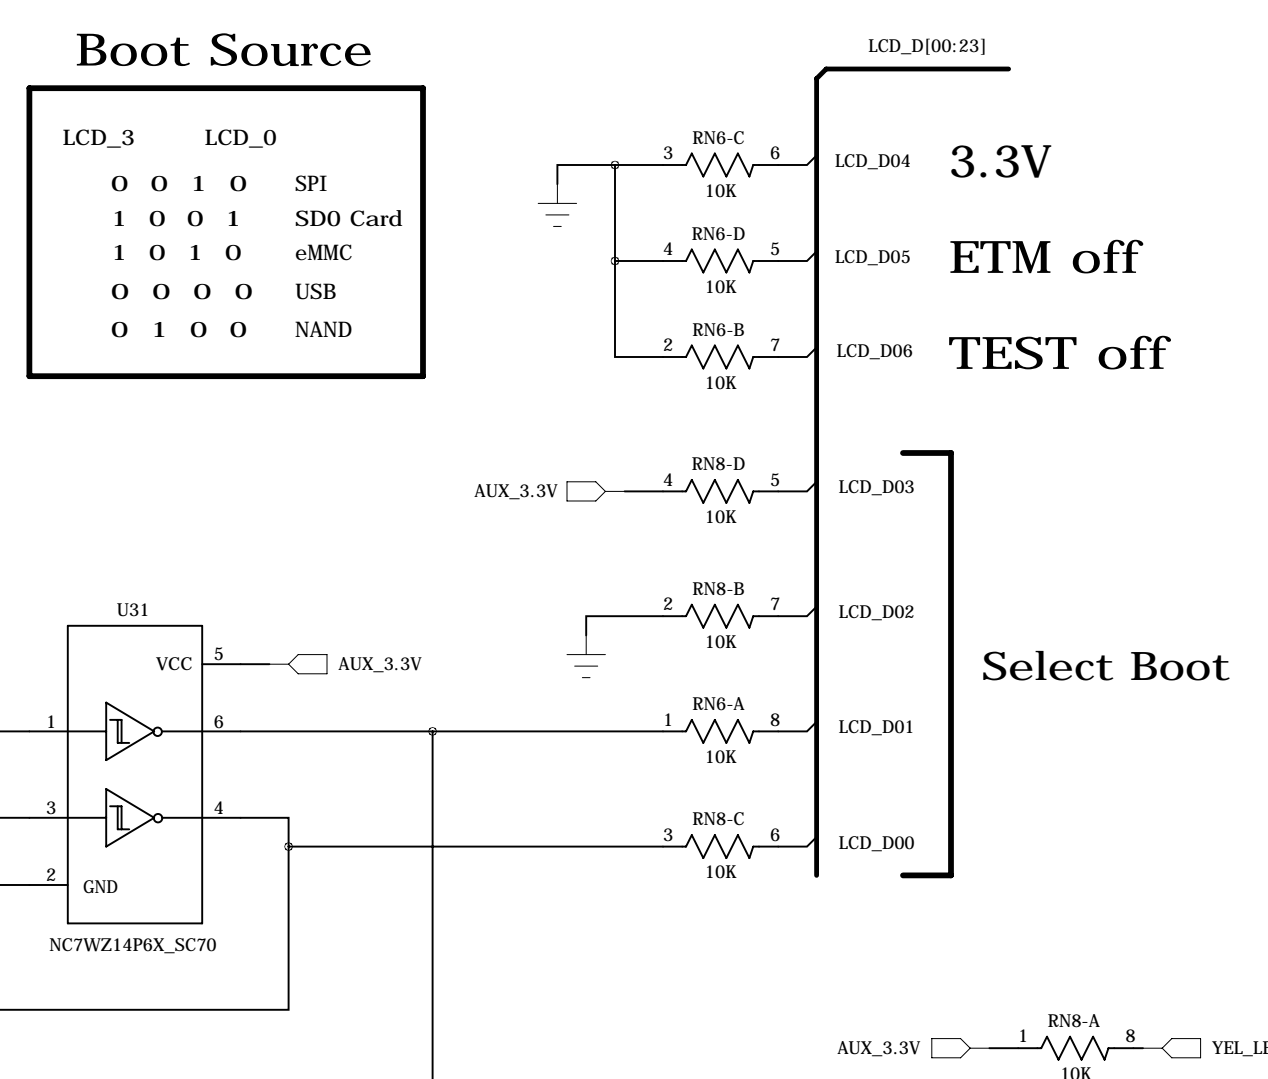 Boot Source
LCD_3 LCD_0
0 0 1 0 SPI
1 0 0 1 SD0 Card
1 0 1 0 eMMC
0 0 0 0 USB
0 1 0 0 NAND
LCD_D[00:23]
RN6-C
3 6 LCD_D04 3.3V
10K
RN6-D
4 5 LCD_D05 ETM off
10K
RN6-B
2 7 LCD_D06 TEST off
10K
RN8-D
AUX_3.3V 4 5 LCD_D03
10K
RN8-B
2 7 LCD_D02
10K
Select Boot
U31
VCC 5 AUX_3.3V
RN6-A
1 6 1 8 LCD_D01
10K
RN8-C
3 4 3 6 LCD_D00
10K
2 GND
NC7WZ14P6X_SC70
RN8-A
AUX_3.3V 1 8
10K